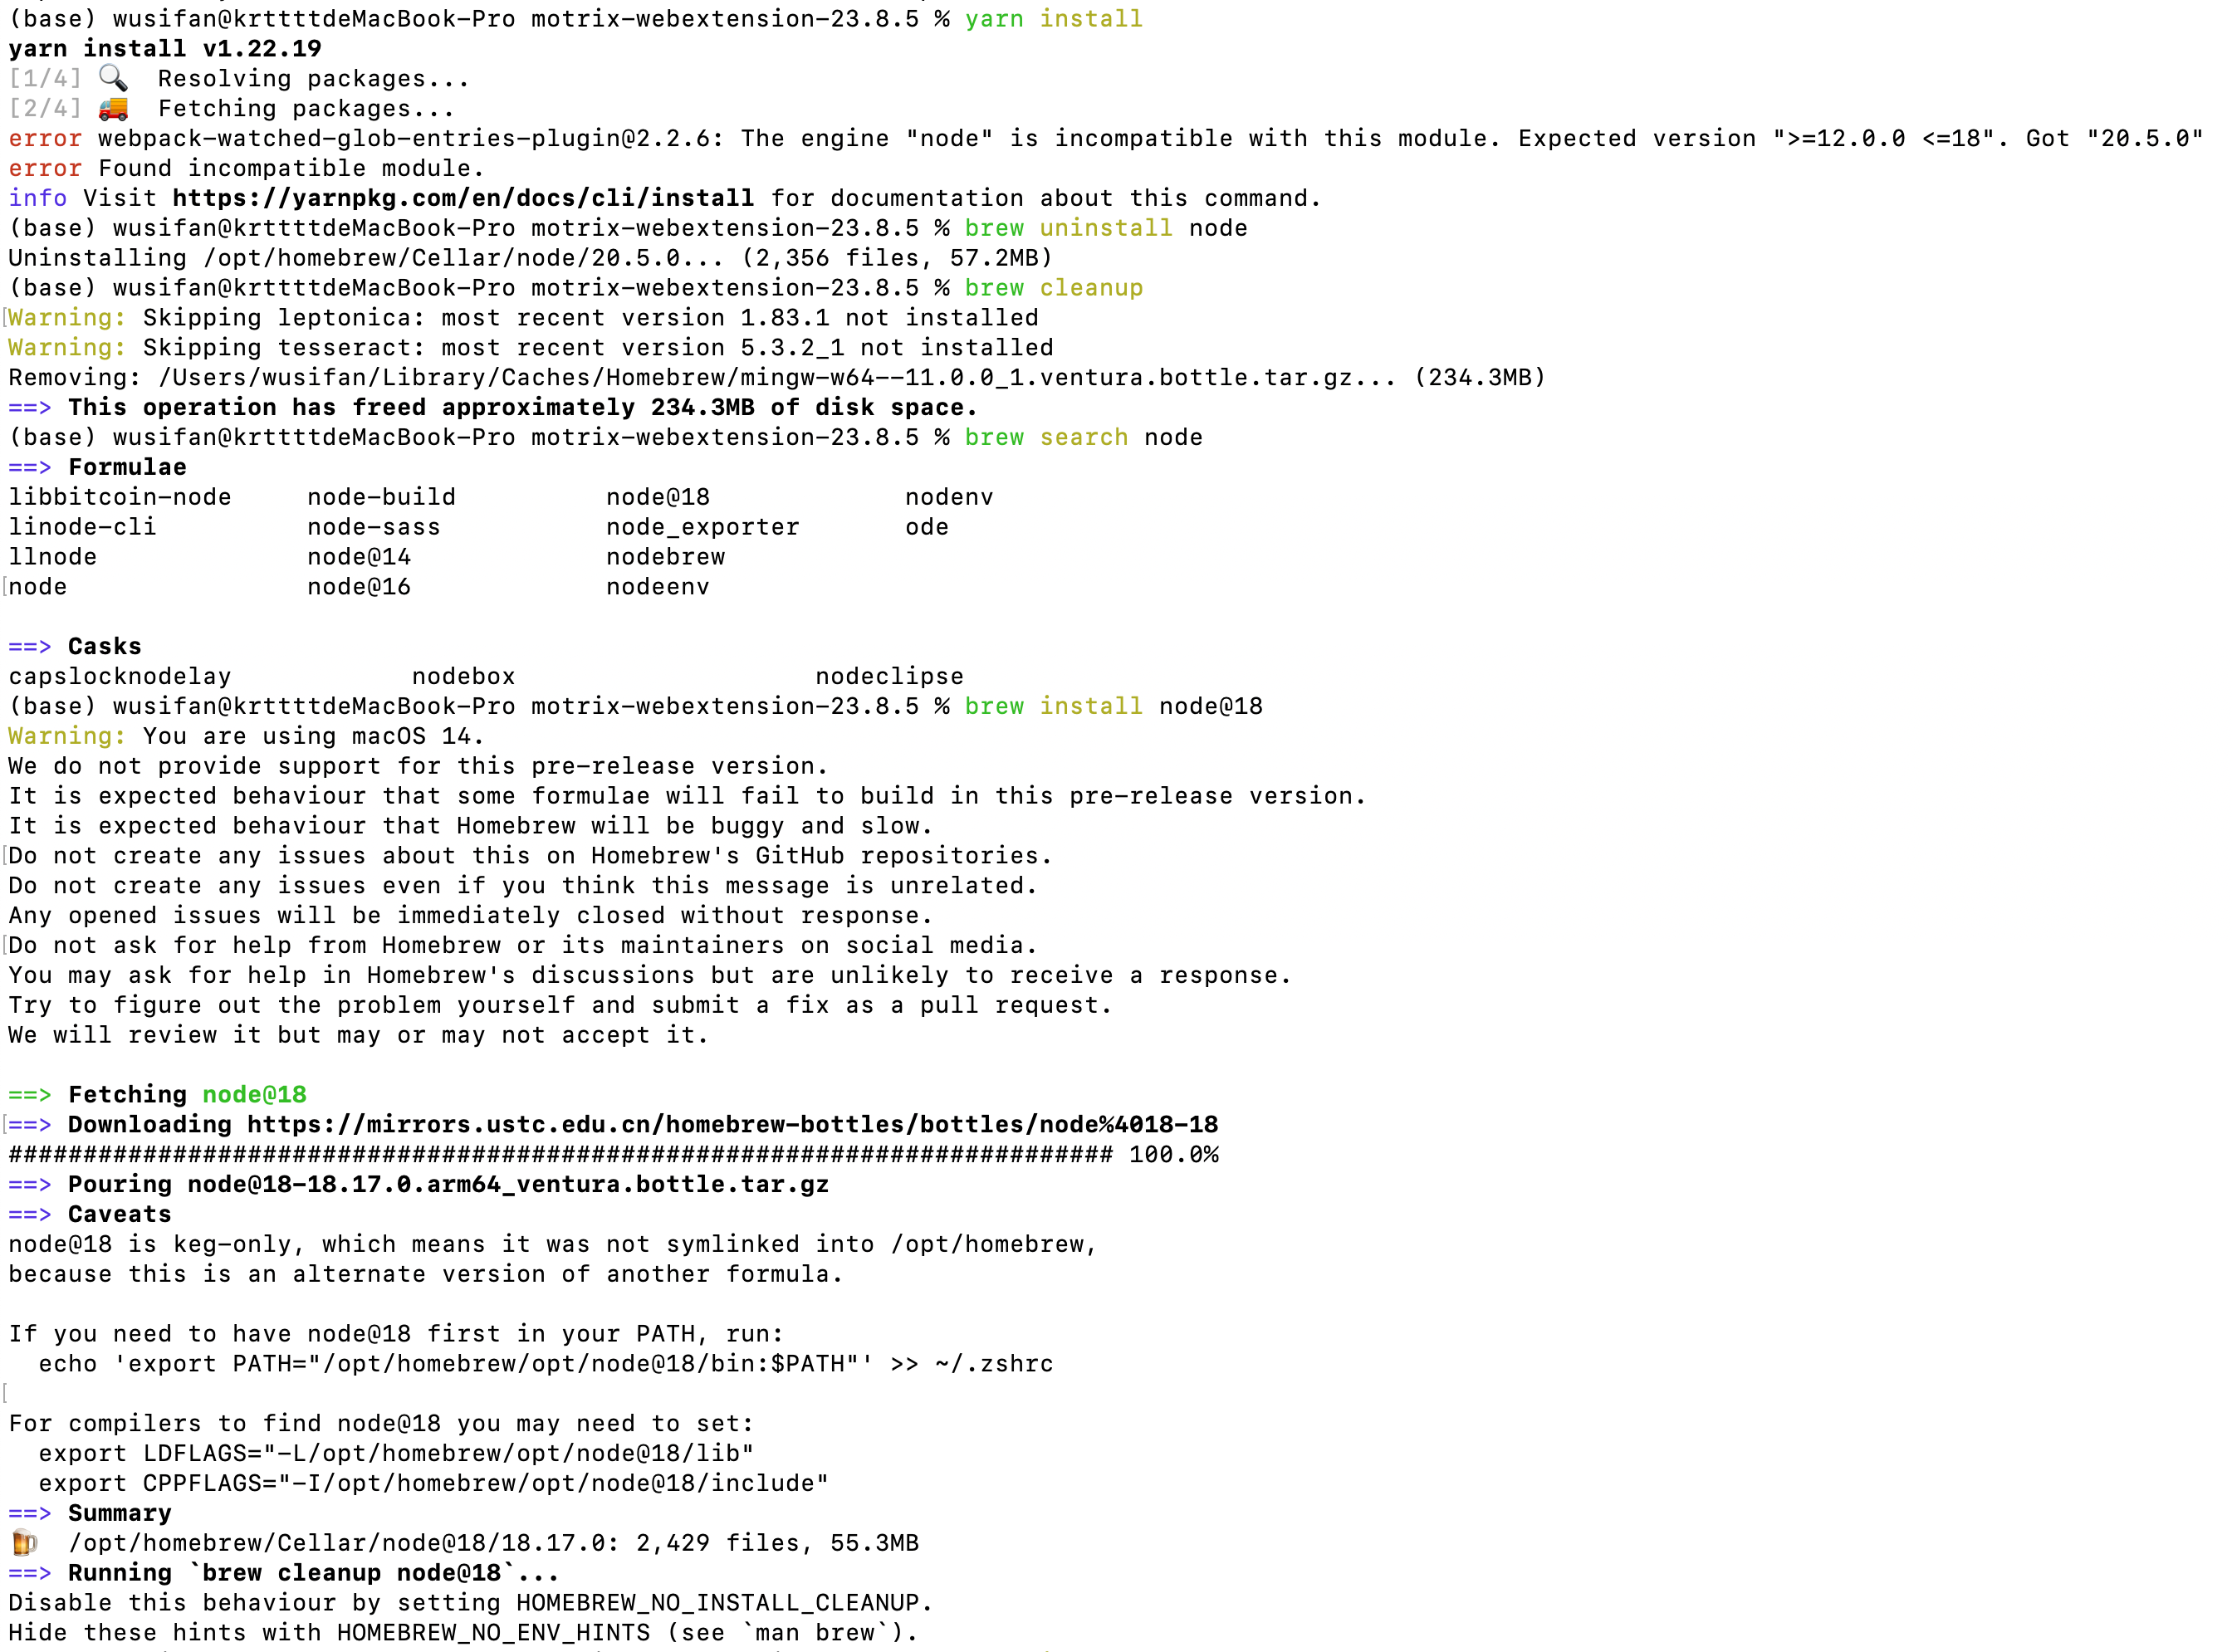 (base) wusifan@krttttdeMacBook-Pro motrix-webextension-23.8.5 % yarn install
yarn install v1.22.19
[1/4] 🔍  Resolving packages...
[2/4] 🚚  Fetching packages...
error webpack-watched-glob-entries-plugin@2.2.6: The engine "node" is incompatible with this module. Expected version ">=12.0.0 <=18". Got "20.5.0"
error Found incompatible module.
info Visit https://yarnpkg.com/en/docs/cli/install for documentation about this command.
(base) wusifan@krttttdeMacBook-Pro motrix-webextension-23.8.5 % brew uninstall node
Uninstalling /opt/homebrew/Cellar/node/20.5.0... (2,356 files, 57.2MB)
(base) wusifan@krttttdeMacBook-Pro motrix-webextension-23.8.5 % brew cleanup
Warning: Skipping leptonica: most recent version 1.83.1 not installed
Warning: Skipping tesseract: most recent version 5.3.2_1 not installed
Removing: /Users/wusifan/Library/Caches/Homebrew/mingw-w64--11.0.0_1.ventura.bottle.tar.gz... (234.3MB)
==> This operation has freed approximately 234.3MB of disk space.
(base) wusifan@krttttdeMacBook-Pro motrix-webextension-23.8.5 % brew search node
==> Formulae
libbitcoin-node     node-build          node@18             nodenv
linode-cli          node-sass           node_exporter       ode
llnode              node@14             nodebrew
node                node@16             nodeenv
==> Casks
capslocknodelay            nodebox                    nodeclipse
(base) wusifan@krttttdeMacBook-Pro motrix-webextension-23.8.5 % brew install node@18
Warning: You are using macOS 14.
We do not provide support for this pre-release version.
It is expected behaviour that some formulae will fail to build in this pre-release version.
It is expected behaviour that Homebrew will be buggy and slow.
Do not create any issues about this on Homebrew's GitHub repositories.
Do not create any issues even if you think this message is unrelated.
Any opened issues will be immediately closed without response.
Do not ask for help from Homebrew or its maintainers on social media.
You may ask for help in Homebrew's discussions but are unlikely to receive a response.
Try to figure out the problem yourself and submit a fix as a pull request.
We will review it but may or may not accept it.
==> Fetching node@18
==> Downloading https://mirrors.ustc.edu.cn/homebrew-bottles/bottles/node%4018-18
########################################################################## 100.0%
==> Pouring node@18-18.17.0.arm64_ventura.bottle.tar.gz
==> Caveats
node@18 is keg-only, which means it was not symlinked into /opt/homebrew,
because this is an alternate version of another formula.
If you need to have node@18 first in your PATH, run:
  echo 'export PATH="/opt/homebrew/opt/node@18/bin:$PATH"' >> ~/.zshrc
For compilers to find node@18 you may need to set:
  export LDFLAGS="-L/opt/homebrew/opt/node@18/lib"
  export CPPFLAGS="-I/opt/homebrew/opt/node@18/include"
==> Summary
🍺  /opt/homebrew/Cellar/node@18/18.17.0: 2,429 files, 55.3MB
==> Running `brew cleanup node@18`...
Disable this behaviour by setting HOMEBREW_NO_INSTALL_CLEANUP.
Hide these hints with HOMEBREW_NO_ENV_HINTS (see `man brew`).